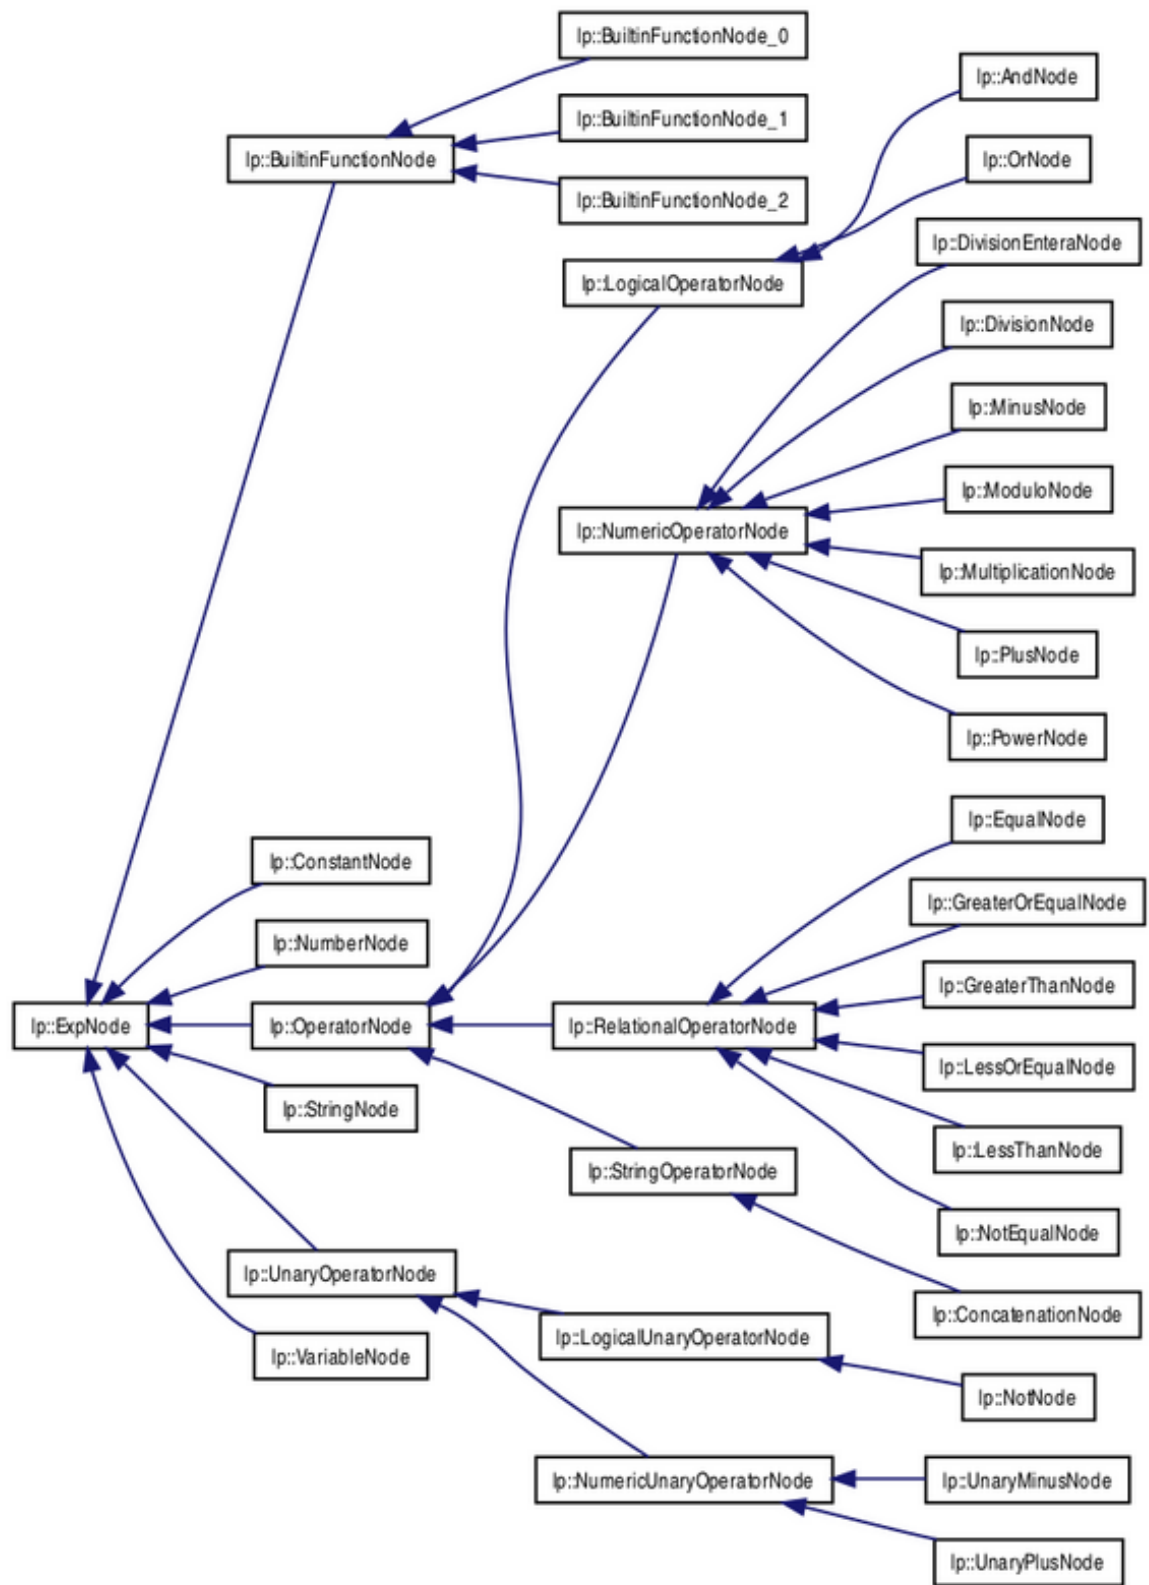 lp::BuiltinFunctionNode_0
lp::AndNode
lp::BuiltinFunctionNode_1
lp::BuiltinFunctionNode
lp::OrNode
lp::BuiltinFunctionNode_2
lp::DivisionEnteraNode
lp::LogicalOperatorNode
lp::DivisionNode
lp::MinusNode
lp::ModuloNode
lp::NumericOperatorNode
lp::MultiplicationNode
lp::PlusNode
lp::PowerNode
lp::EqualNode
lp::ConstantNode
lp::GreaterOrEqualNode
lp::NumberNode
lp::GreaterThanNode
lp::ExpNode
lp::OperatorNode
lp::RelationalOperatorNode
lp::LessOrEqualNode
lp::StringNode
lp::LessThanNode
lp::StringOperatorNode
lp::NotEqualNode
lp::UnaryOperatorNode
lp::ConcatenationNode
lp::LogicalUnaryOperatorNode
lp::VariableNode
lp::NotNode
lp::NumericUnaryOperatorNode
lp::UnaryMinusNode
lp::UnaryPlusNode